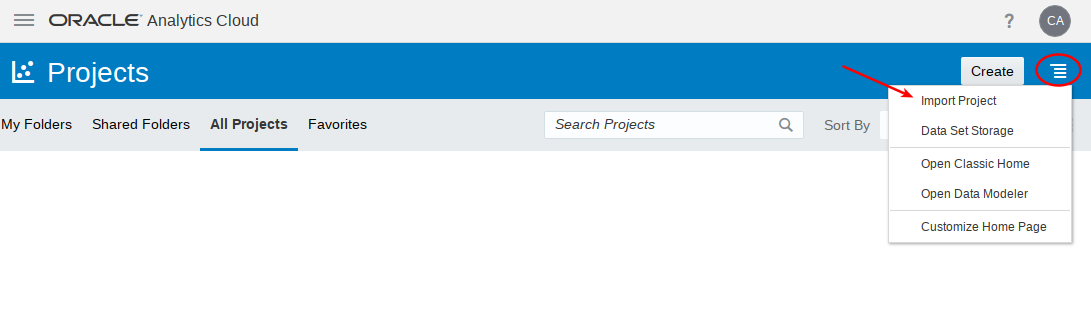 ORACLE Analytics Cloud ? CA
Projects Create
My Folders Shared Folders All Projects Favorites Search Projects Sort By
Import Project
Data Set Storage
Open Classic Home
Open Data Modeler
Customize Home Page